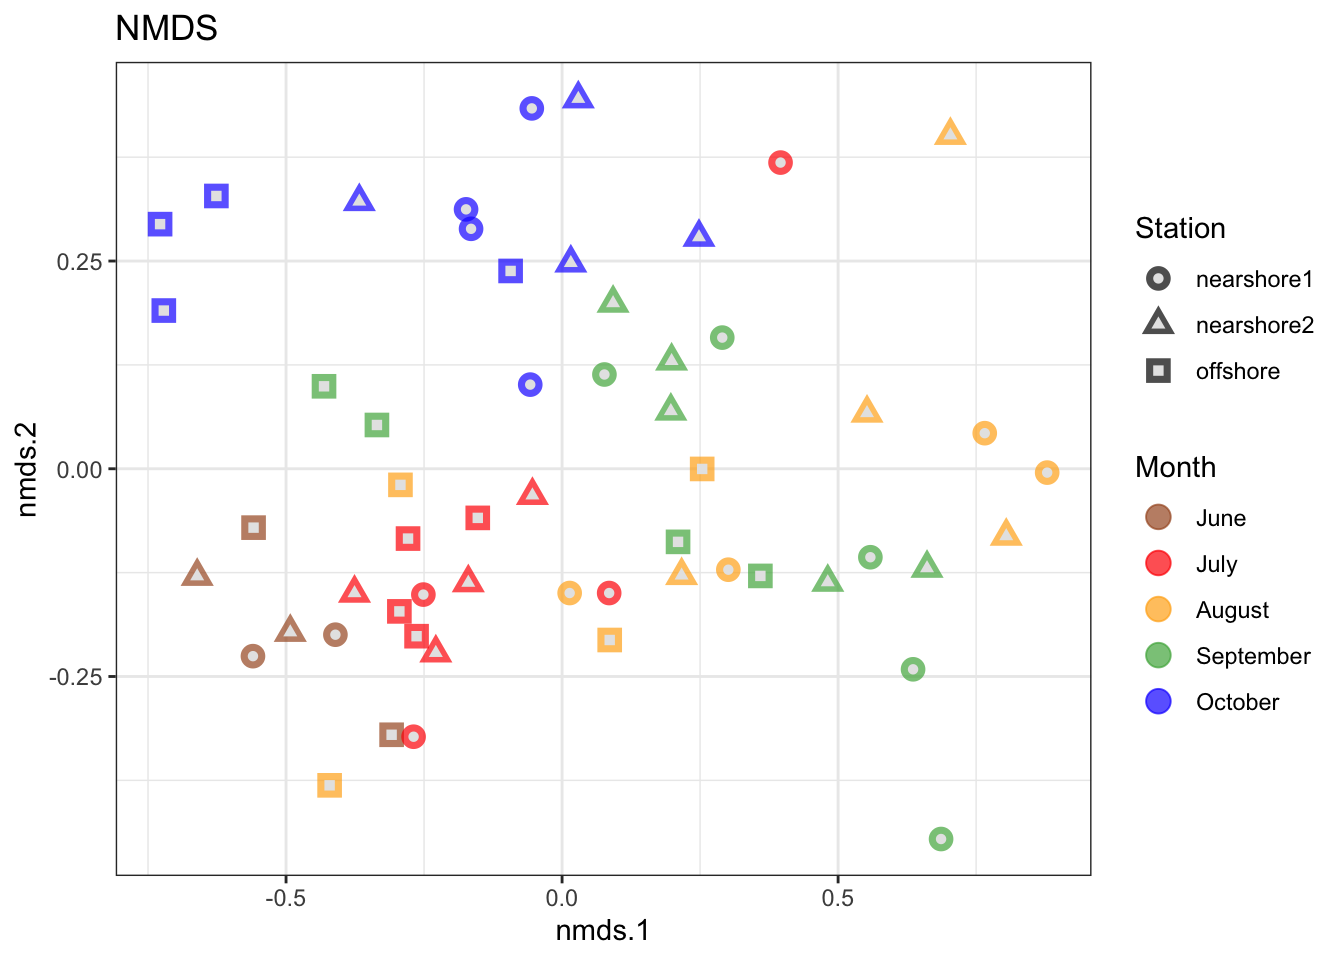 NMDS
0.25
0.00
-0.25
nmds.2
-0.5
0.0
0.5
nmds.1
Station
nearshore1
nearshore2
offshore
Month
June
July
August
September
October